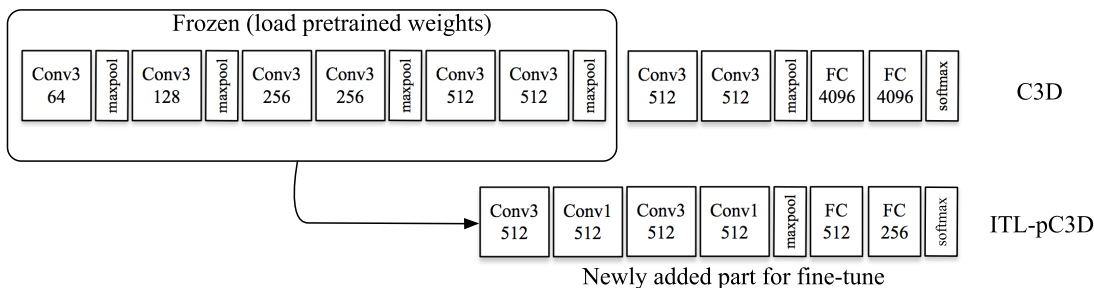 Frozen (load pretrained weights)
Conv3 64 maxpool Conv3 128 maxpool Conv3 256 Conv3 256 maxpool Conv3 512 Conv3 512 maxpool Conv3 512 Conv3 512 maxpool FC 4096 FC 4096 softmax C3D
Conv3 512 Conv1 512 Conv3 512 Conv1 512 maxpool FC 512 FC 256 softmax ITL-pC3D
Newly added part for fine-tune